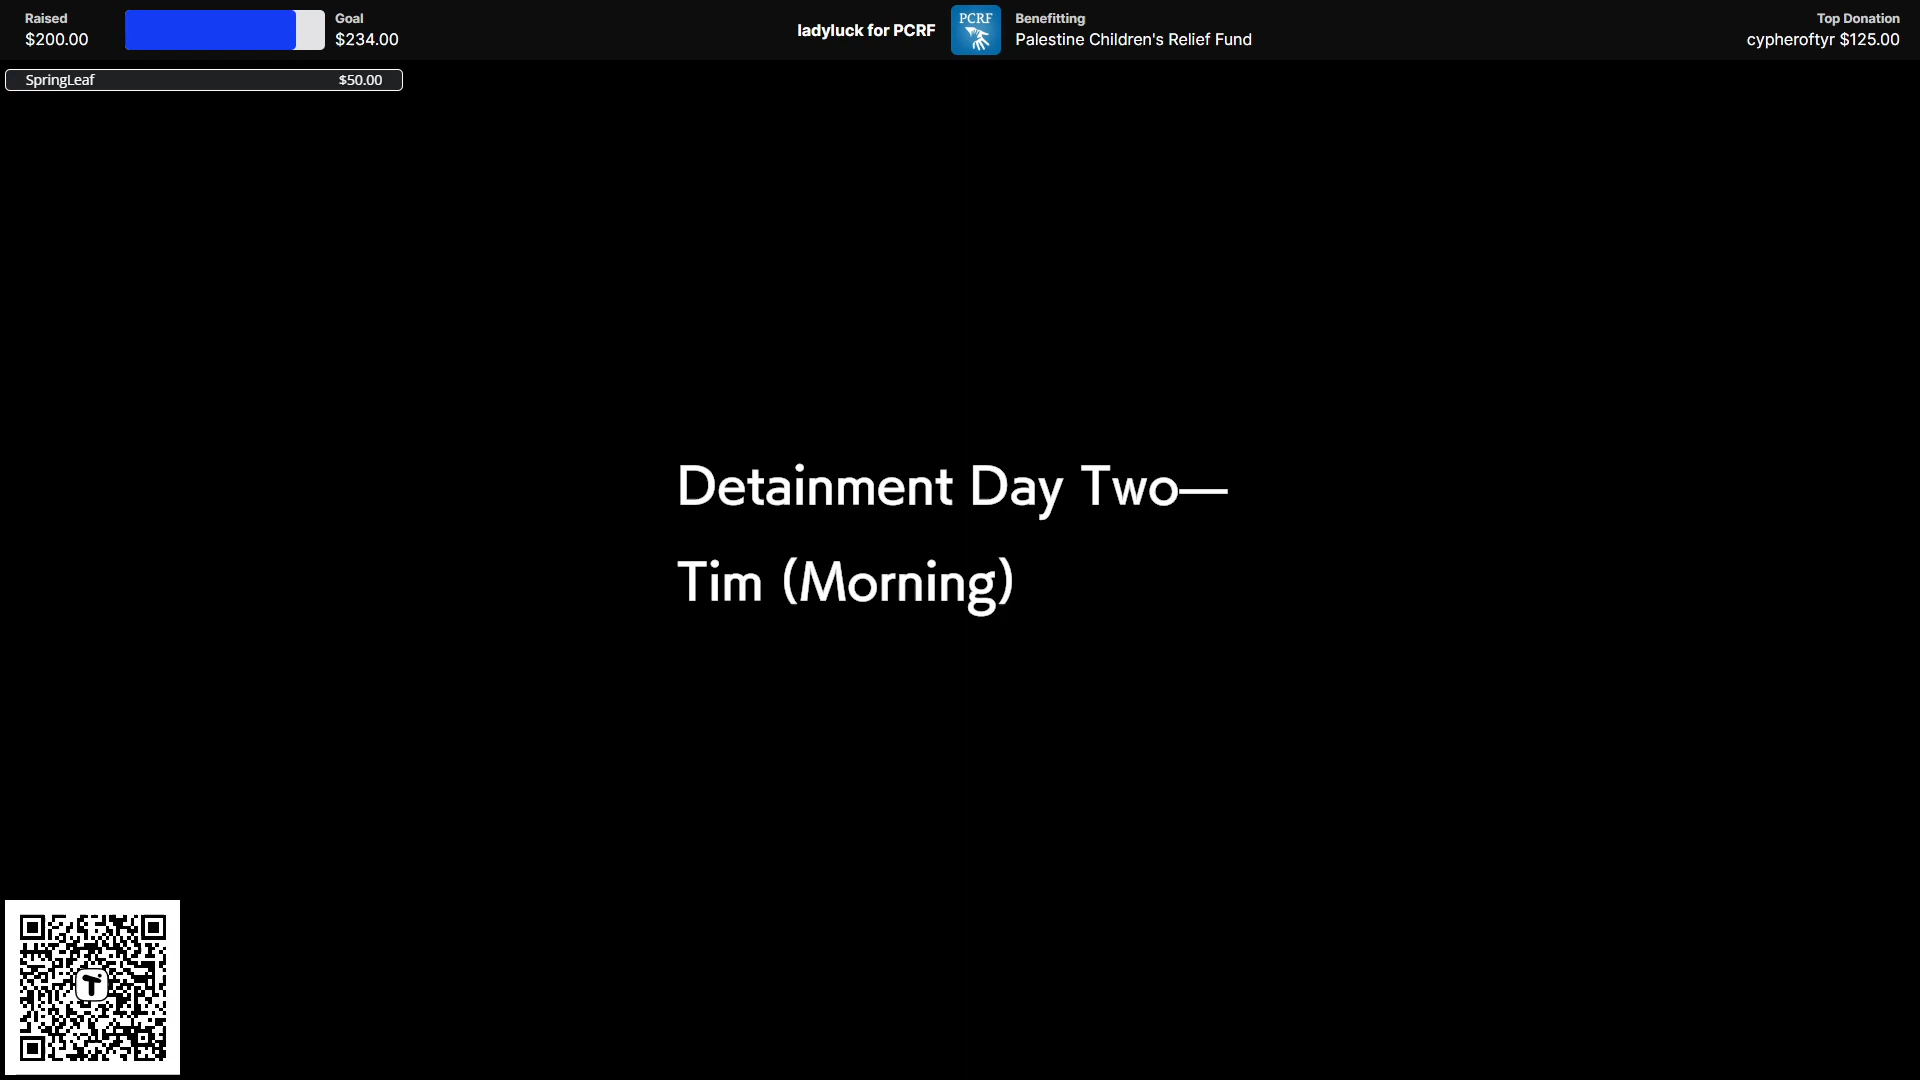 Raised
$200.00
Goal
$234.00
ladyluck for PCRF
PCRF
Benefitting
Palestine Children's Relief Fund
Top Donation
cypheroftyr $125.00
SpringLeaf $50.00
Detainment Day Two—
Tim (Morning)
T